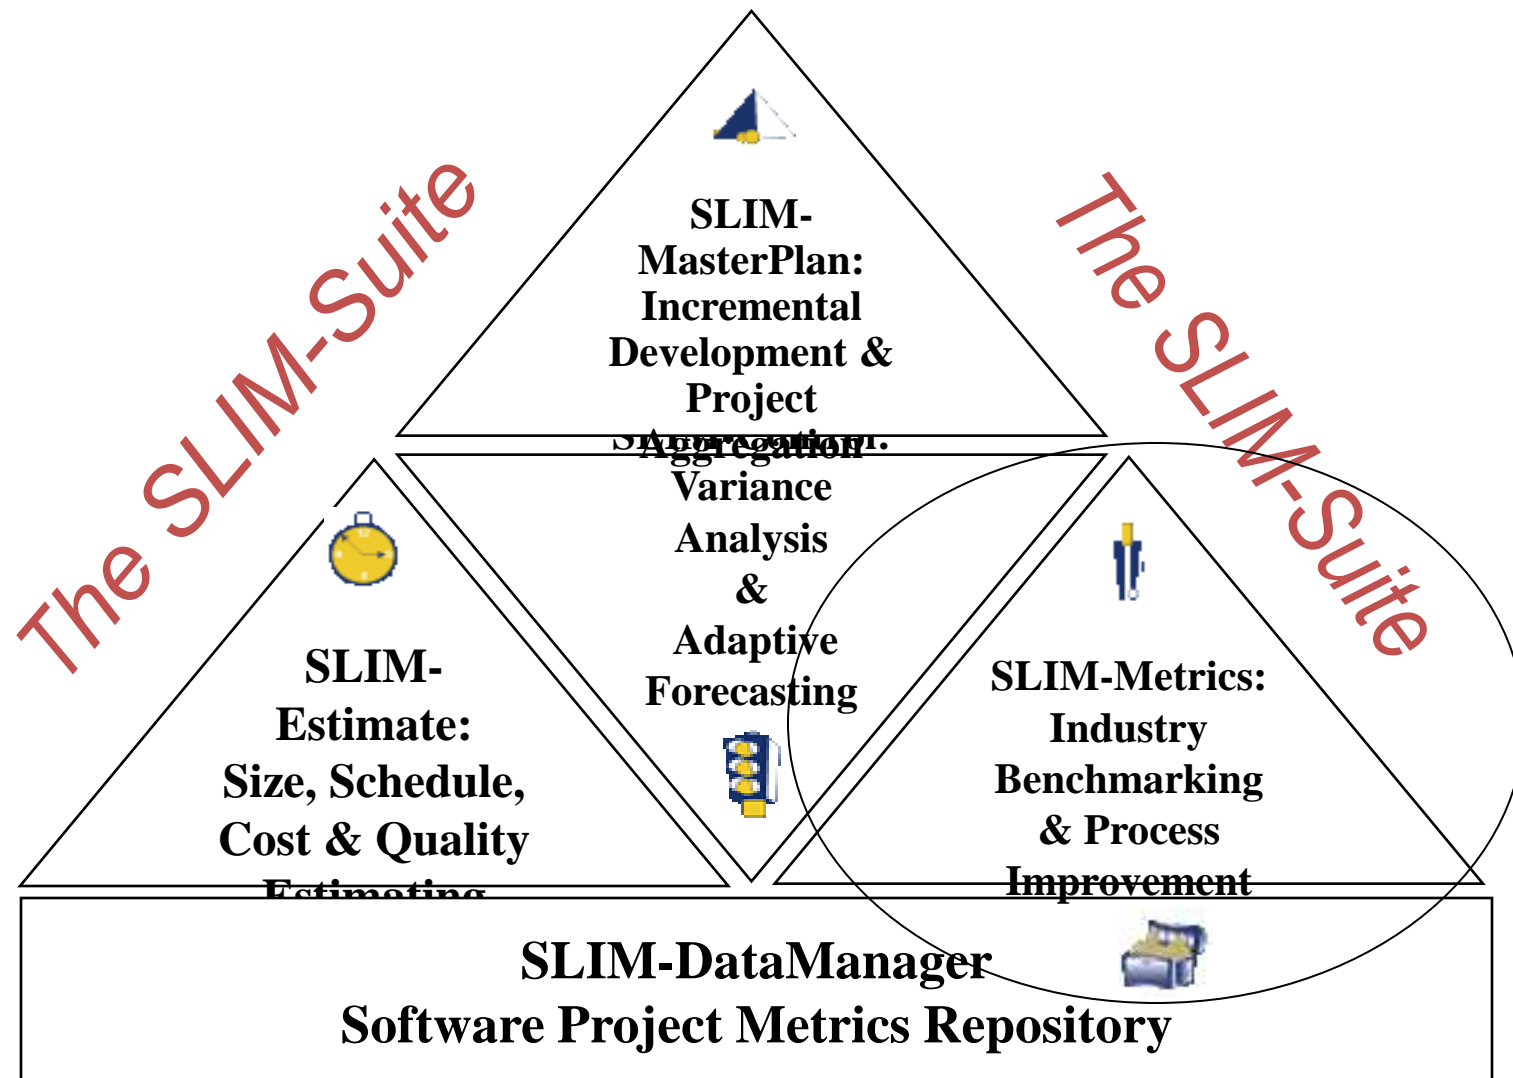 The SLIM-Suite
The SLIM-Suite
SLIM-
MasterPlan:
Incremental
Development &
Project
Aggregation
Variance
Analysis
&
Adaptive
Forecasting
SLIM-
Estimate:
Size, Schedule,
Cost & Quality
Estimating
SLIM-Metrics:
Industry
Benchmarking
& Process
Improvement
SLIM-DataManager
Software Project Metrics Repository